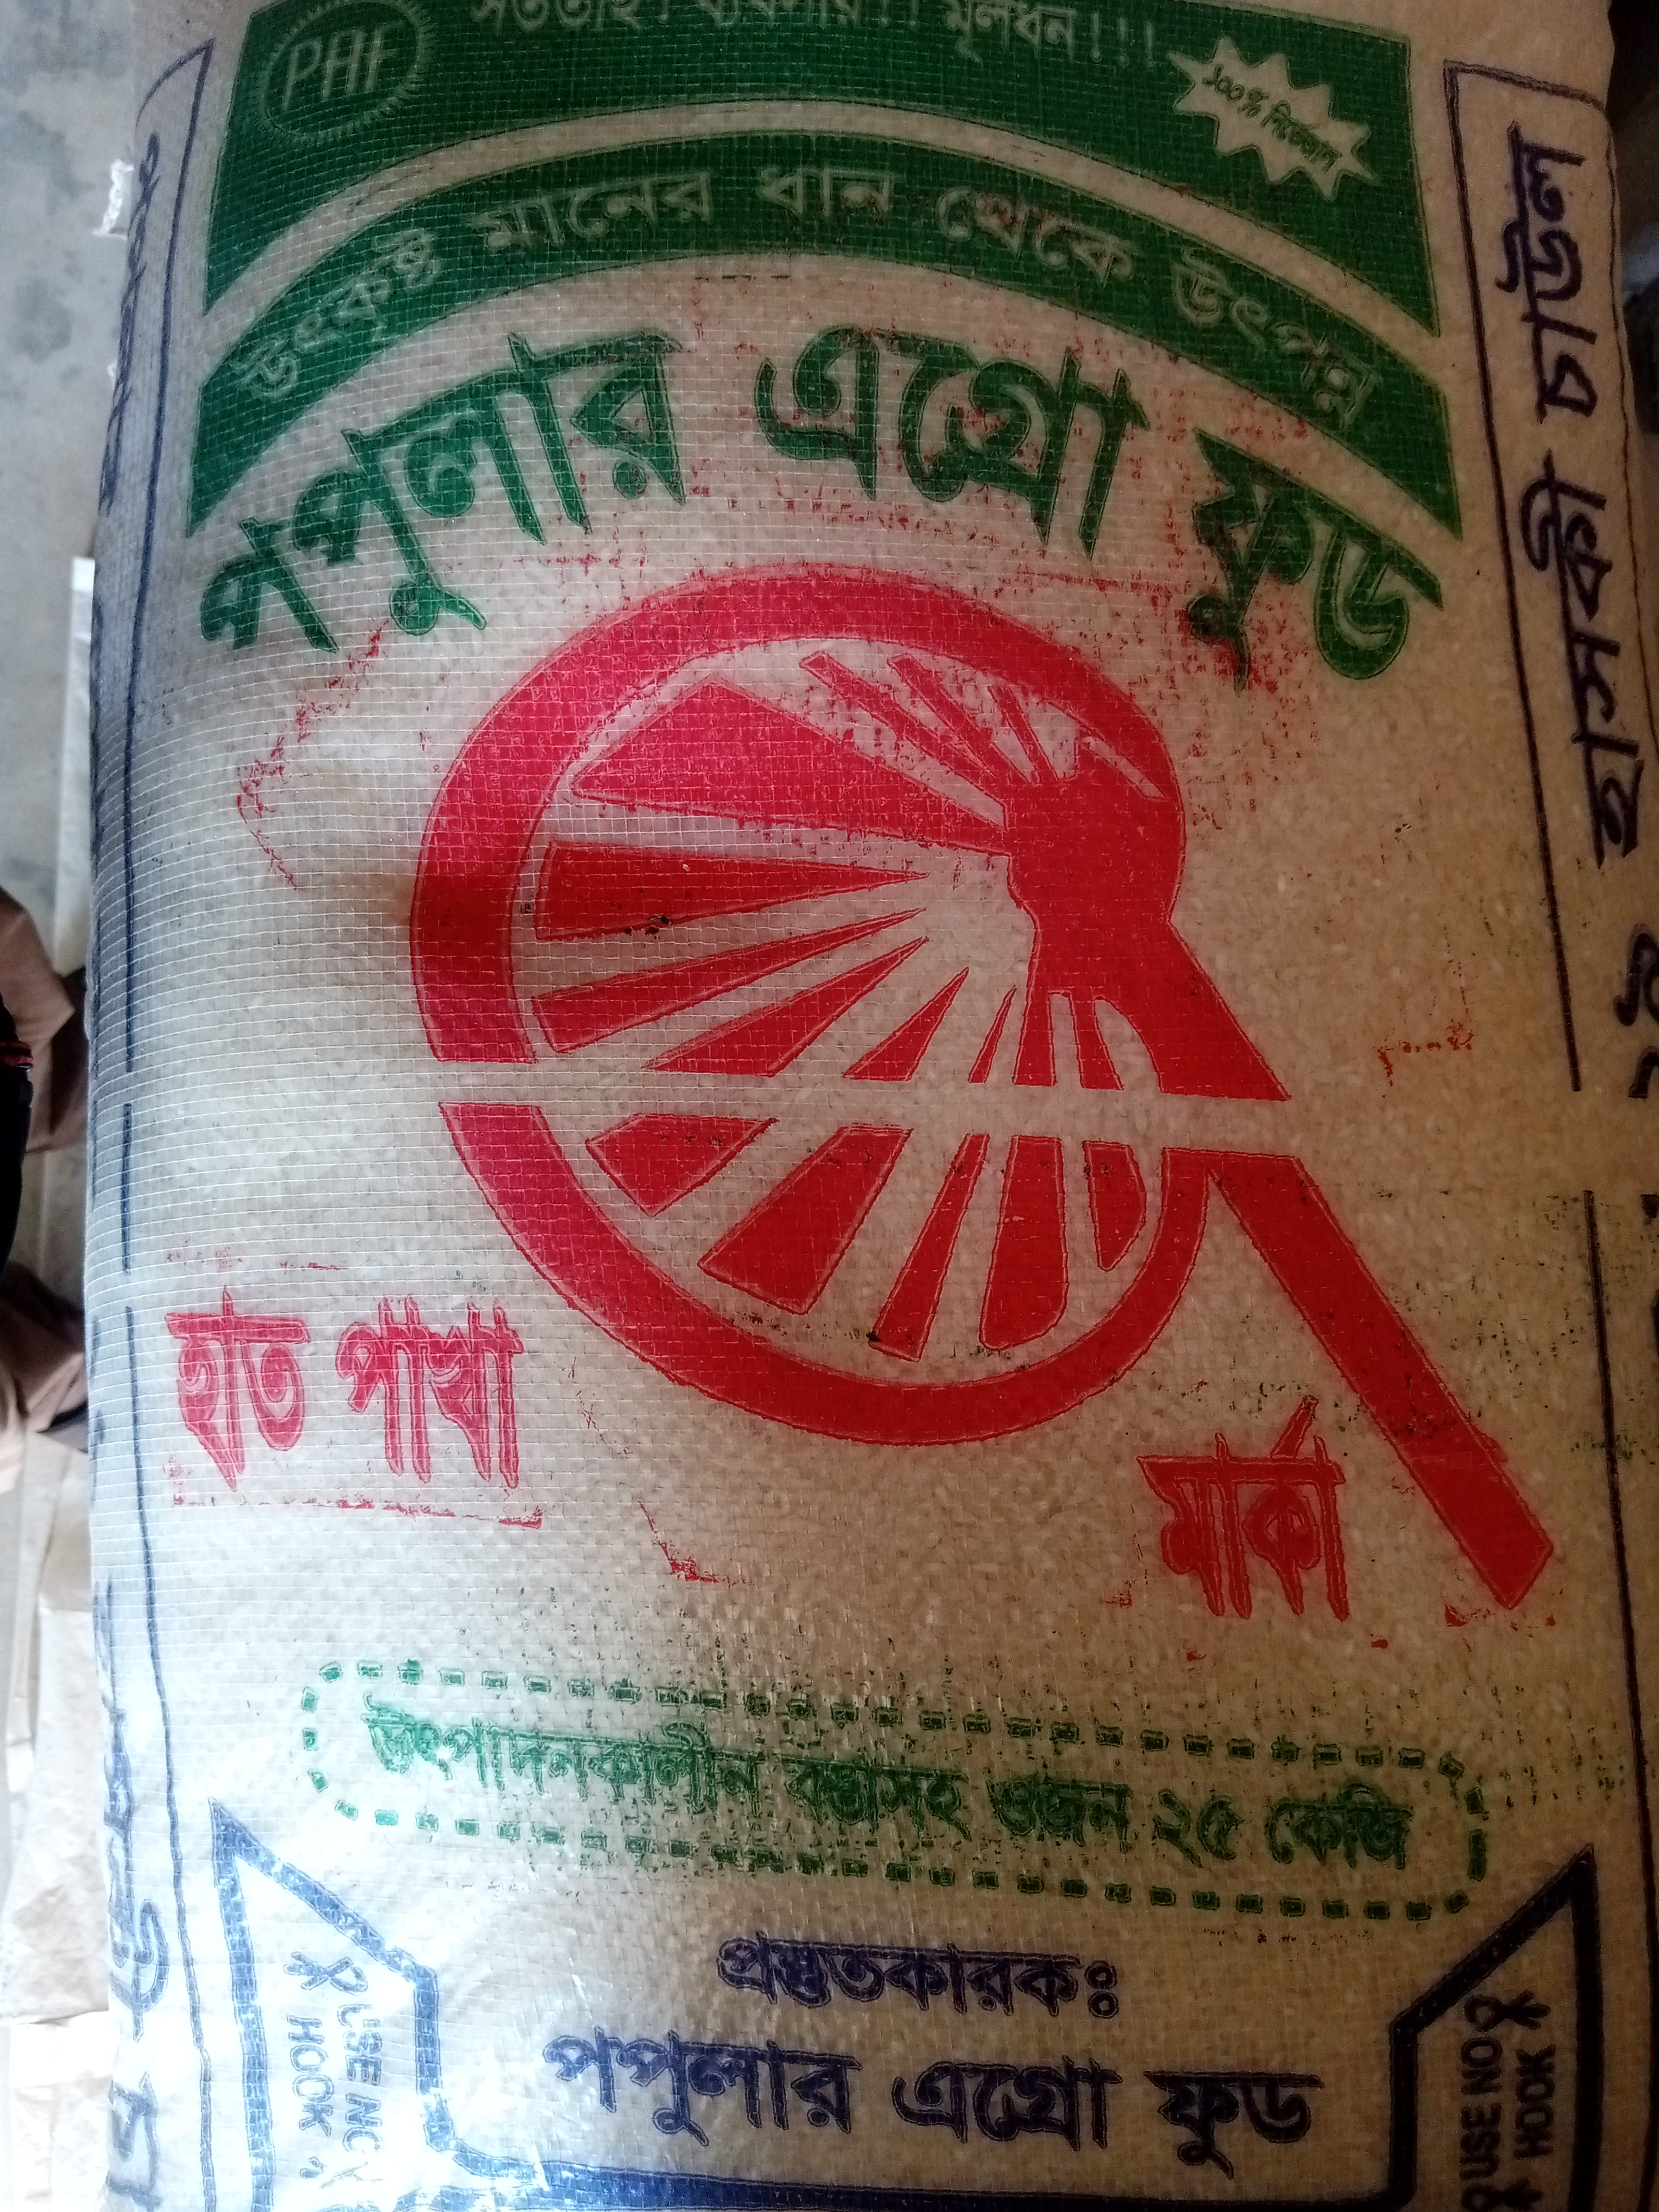 PAF
সততাই। ব্যবসার!! মূলধন!!!
১০০% নির্ভেজাল
উৎকৃষ্ট মানের ধান থেকে উৎপন্ন
পপুলার এগ্রো ফুড
হাত পাখা
মার্কা
উৎপাদনকালীন বস্তাসহ ওজন ২৫ কেজি
প্রস্তুতকারকঃ
পপুলার এগ্রো ফুড
USE NO
HOOK
USE NO
HOOK